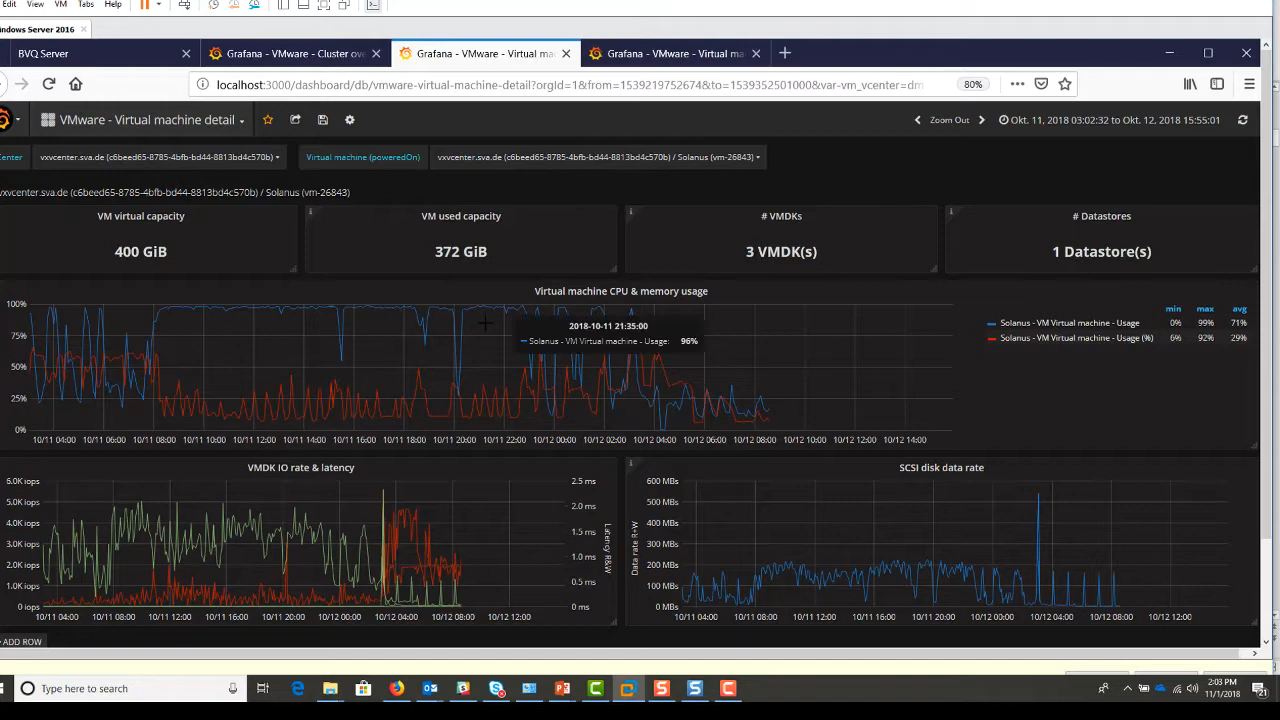 Edit View VM Tabs Help
ndows Server 2016
BVQ Server
Grafana - VMware - Cluster ove
Grafana - VMware - Virtual mac
Grafana - VMware - Virtual ma
localhost:3000/dashboard/db/vmware-virtual-machine-detail?orgId=1&from=1539219752674&to=1539352501000&var-vm_vcenter=dm
80%
VMware - Virtual machine detail
Zoom Out
Okt. 11, 2018 03:02:32 to Okt. 12, 2018 15:55:01
Center
vxvcenter.sva.de (c6beed65-8785-4bfb-bd44-8813bd4c570b)
Virtual machine (poweredOn)
vxvcenter.sva.de (c6beed65-8785-4bfb-bd44-8813bd4c570b) / Solanus (vm-26843)
vxvcenter.sva.de (c6beed65-8785-4bfb-bd44-8813bd4c570b) / Solanus (vm-26843)
VM virtual capacity
400 GiB
VM used capacity
372 GiB
# VMDKs
3 VMDK(s)
# Datastores
1 Datastore(s)
Virtual machine CPU & memory usage
100%
75%
50%
25%
0%
10/11 04:00 10/11 06:00 10/11 08:00 10/11 10:00 10/11 12:00 10/11 14:00 10/11 16:00 10/11 18:00 10/11 20:00 10/11 22:00 10/12 00:00 10/12 02:00 10/12 04:00 10/12 06:00 10/12 08:00 10/12 10:00 10/12 12:00 10/12 14:00
2018-10-11 21:35:00
Solanus - VM Virtual machine - Usage: 96%
min max avg
Solanus - VM Virtual machine - Usage 0% 99% 71%
Solanus - VM Virtual machine - Usage (%) 6% 92% 29%
VMDK IO rate & latency
6.0K iops
5.0K iops
4.0K iops
3.0K iops
2.0K iops
1.0K iops
0 iops
2.5 ms
2.0 ms
1.5 ms
1.0 ms
0.5 ms
0 ms
Latency R&W
10/11 04:00 10/11 08:00 10/11 12:00 10/11 16:00 10/11 20:00 10/12 00:00 10/12 04:00 10/12 08:00 10/12 12:00
SCSI disk data rate
600 MBs
500 MBs
400 MBs
300 MBs
200 MBs
100 MBs
0 MBs
Data rate R+W
10/11 04:00 10/11 08:00 10/11 12:00 10/11 16:00 10/11 20:00 10/12 00:00 10/12 04:00 10/12 08:00 10/12 12:00
ADD ROW
Type here to search
2:03 PM
11/1/2018
21